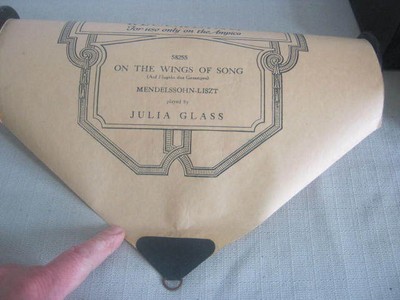 For use only on the Ampico
ON THE WINGS OF SONG
(Auf Flügeln des Gesanges)
MENDELSSOHN-LISZT
played by
JULIA GLASS